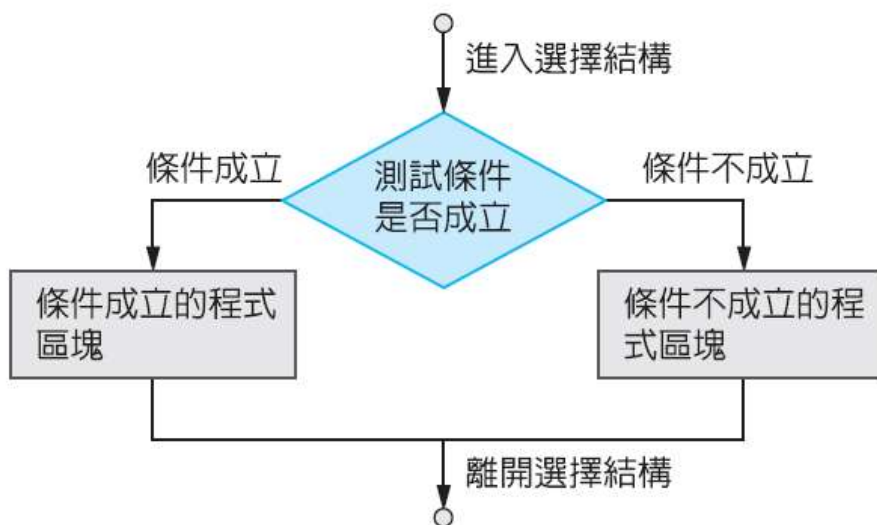 進入選擇結構
條件成立
測試條件
是否成立
條件不成立
條件成立的程式
區塊
條件不成立的程
式區塊
離開選擇結構